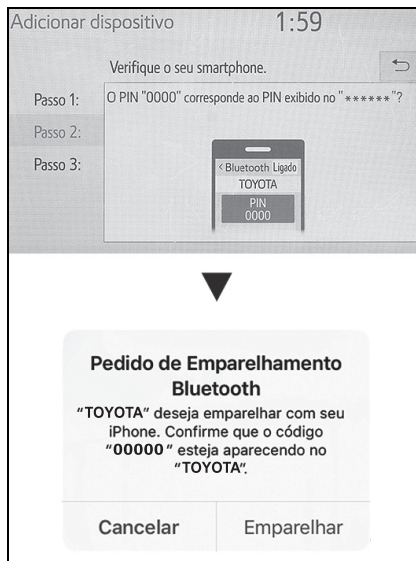 Adicionar dispositivo
1:59
Verifique o seu smartphone.
Passo 1:
O PIN "0000" corresponde ao PIN exibido no "******"?
Passo 2:
Passo 3:
< Bluetooth Ligado
TOYOTA
PIN
0000
Pedido de Emparelhamento
Bluetooth
"TOYOTA" deseja emparelhar com seu
iPhone. Confirme que o código
"00000" esteja aparecendo no
"TOYOTA".
Cancelar
Emparelhar